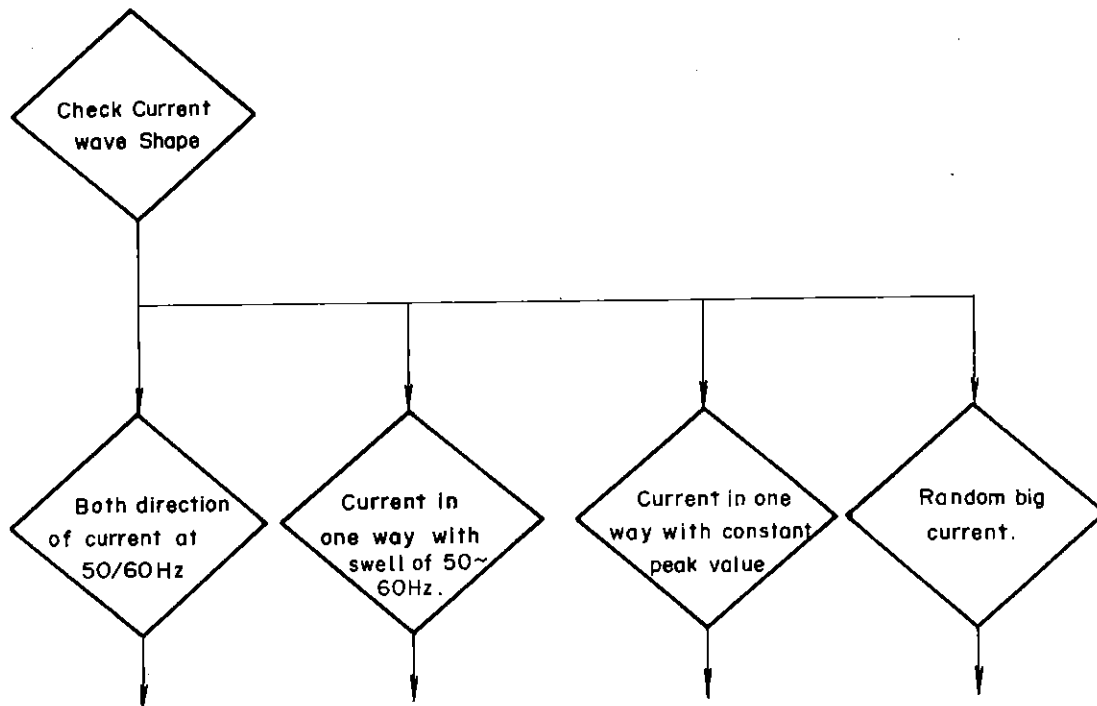 Check Current
wave Shape
Both direction
of current at
50/60Hz
Current in
one way with
swell of 50~
60Hz.
Current in one
way with constant
peak value
Random big
current.